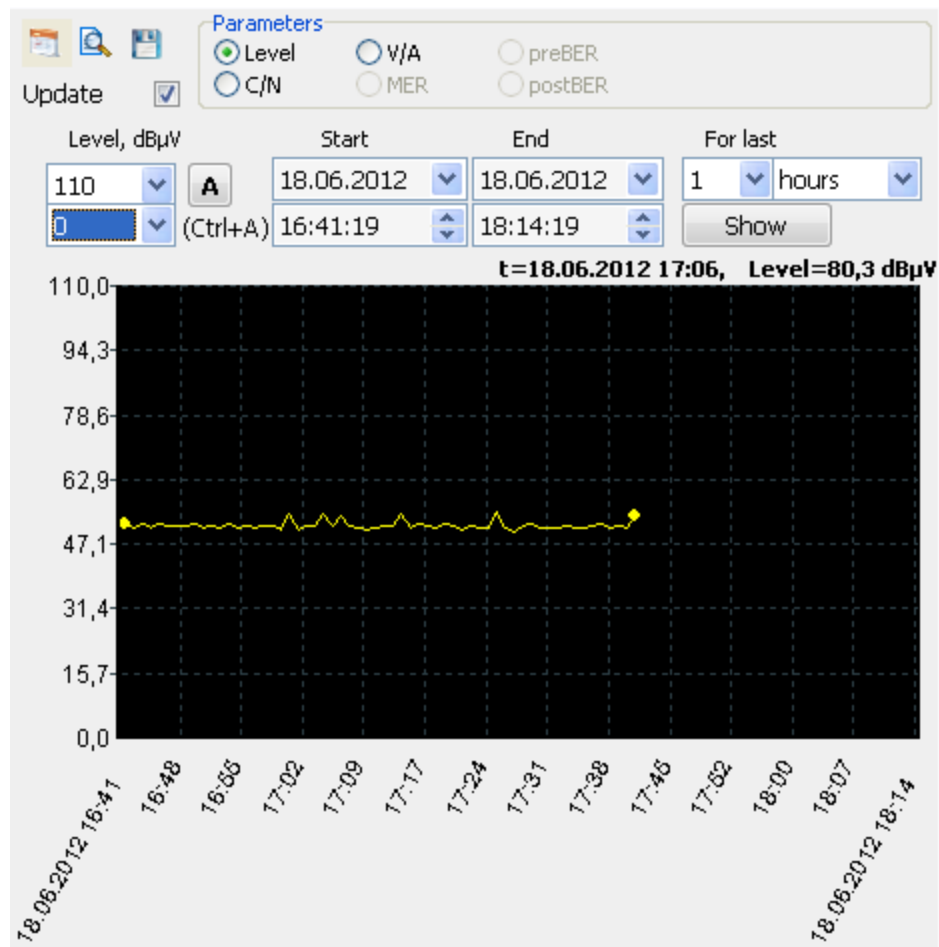 Parameters
Level V/A preBER
C/N MER postBER
Update
Level, dBµV Start End For last
110 A 18.06.2012 18.06.2012 1 hours
0 (Ctrl+A) 16:41:19 18:14:19 Show
t=18.06.2012 17:06, Level=80,3 dBµV
110,0
94,3
78,6
62,9
47,1
31,4
15,7
0,0
18.06.2012 16:41 16:48 16:55 17:02 17:09 17:17 17:24 17:31 17:38 17:45 17:52 18:00 18:07 18.06.2012 18:14